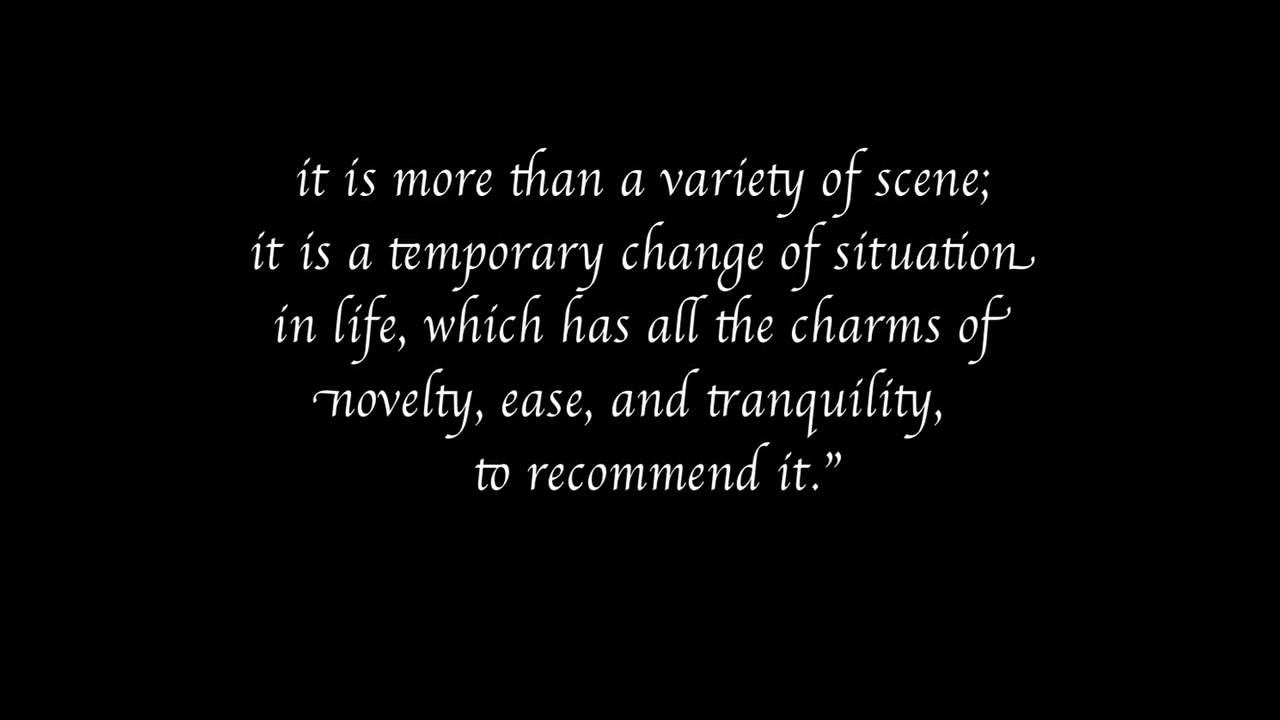 it is more than a variety of scene;
it is a temporary change of situation
in life, which has all the charms of
novelty, ease, and tranquility,
to recommend it.”